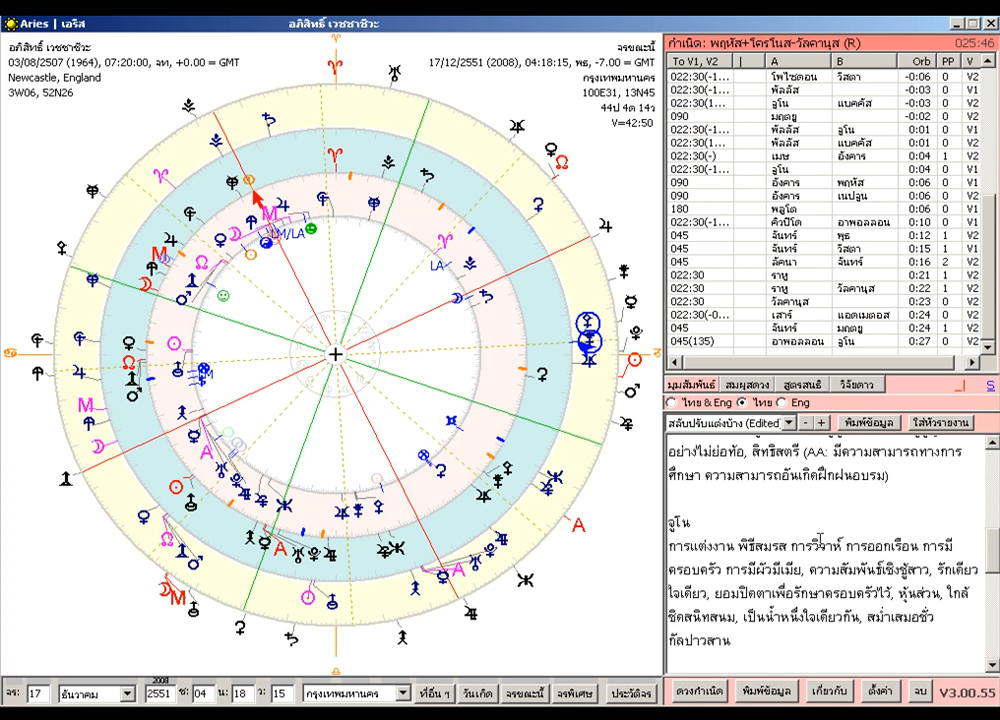 Aries | เอริส
อภิสิทธิ์ เวชชาชีวะ
อภิสิทธิ์ เวชชาชีวะ
03/08/2507 (1964), 07:20:00, จท, +0.00 = GMT
Newcastle, England
3W06, 52N26
จรขณะนี้
17/12/2551 (2008), 04:18:15, พธ, -7.00 = GMT
กรุงเทพมหานคร
100E31, 13N45
44ป 4ด 14ว
V=42:50
M
LM/LA
LA
M
M
A
A
A
A
M
กำเนิด: พฤหัส+โครโนส-วัลคานุส (R)
025:46
To V1, V2 | A B Orb PP V
022:30(-1... โพไซดอน วิสตา -0:06 0 V2
022:30(-1... พัลลัส -0:03 0 V1
022:30(1... จูโน แบคคัส -0:03 0 V2
090 มฤตยู -0:02 0 V2
022:30(-1... พัลลัส จูโน 0:01 0 V1
022:30(1... พัลลัส แบคคัส 0:01 0 V2
022:30(-) เมษ อังคาร 0:04 1 V2
022:30(-1... จูโน 0:04 0 V1
090 อังคาร พฤหัส 0:06 0 V2
090 อังคาร เนปจูน 0:06 0 V2
180 พลูโต 0:06 0 V1
022:30(-1... คิวปิโด อาพอลลอน 0:10 0 V2
045 จันทร์ พุธ 0:12 1 V2
045 จันทร์ วิสตา 0:15 1 V1
045 ลัคนา จันทร์ 0:16 2 V2
022:30 ราหู 0:21 1 V2
022:30 ราหู วัลคานุส 0:22 1 V2
022:30 วัลคานุส 0:23 0 V2
022:30(-0... เสาร์ แอดเมตอส 0:24 0 V2
045 จันทร์ มฤตยู 0:24 1 V2
045(135) อาพอลลอน จูโน 0:27 0 V2
มุมสัมพันธ์ สมผุสดวง สูตรสนธิ วิจัยดาว _| S
ไทย & Eng ไทย Eng
สลับปรับแต่งบ้าง (Edited) - + พิมพ์ข้อมูล ใส่หัวรายงาน
อย่างไม่ย่อท้อ, สิทธิสตรี (AA: มีความสามารถทางการ
ศึกษา ความสามารถอันเกิดฝึกฝนอบรม)
จูโน
การแต่งงาน พิธีสมรส การวิวาห์ การออกเรือน การมี
ครอบครัว การมีผัวมีเมีย, ความสัมพันธ์เชิงชู้สาว, รักเดียว
ใจเดียว, ยอมปิดตาเพื่อรักษาครอบครัวไว้, หุ้นส่วน, ใกล้
ชิดสนิทสนม, เป็นน้ำหนึ่งใจเดียวกัน, สม่ำเสมอชั่ว
กัลปาวสาน
2008
จร: 17 ธันวาคม 2551 ช: 04 น: 18 ว: 15 กรุงเทพมหานคร ที่อื่น ๆ วันเกิด จรขณะนี้ จรพิเศษ ประวัติจร
ดวงกำเนิด พิมพ์ข้อมูล เกี่ยวกับ ตั้งค่า จบ V3.00.55